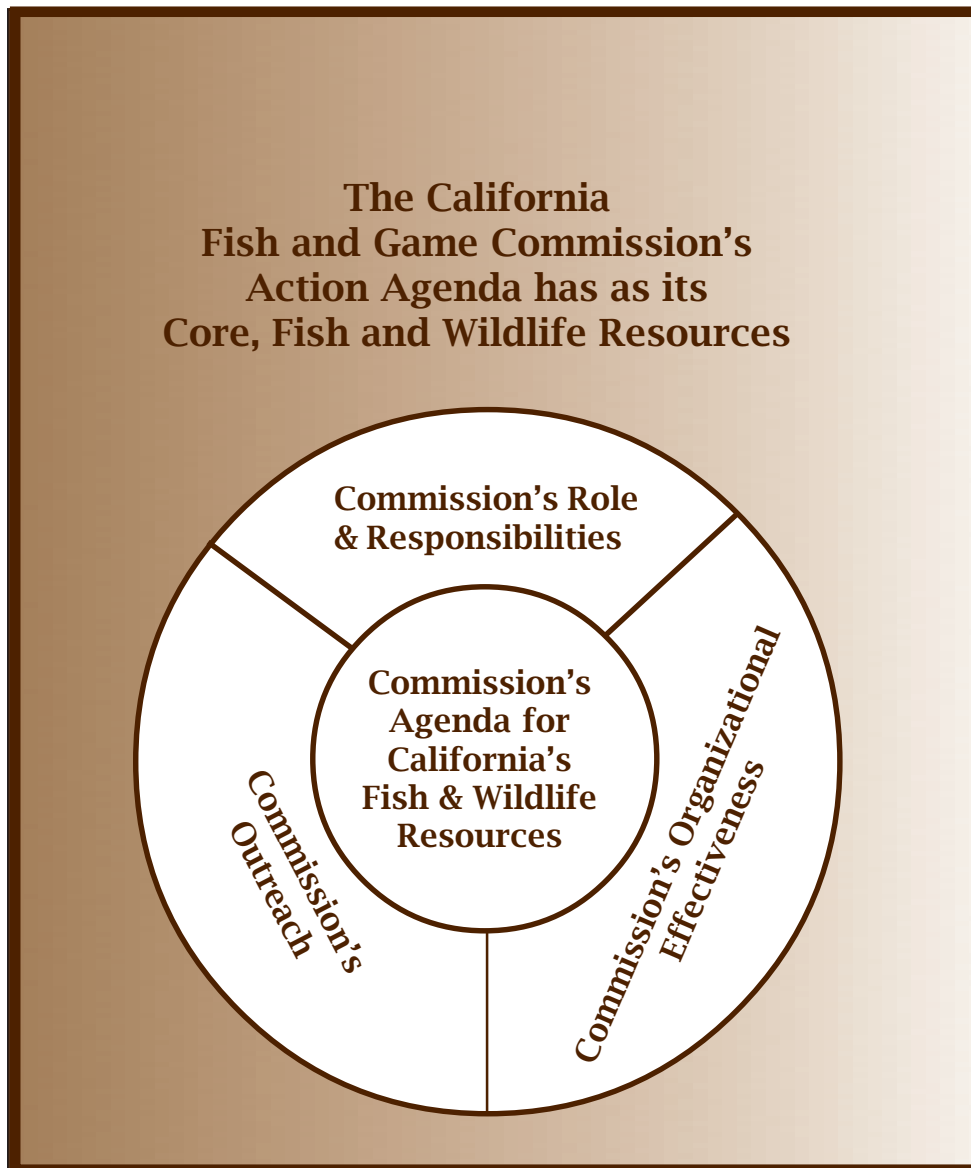 The California
Fish and Game Commission’s
Action Agenda has as its
Core, Fish and Wildlife Resources
Commission’s Role
& Responsibilities
Commission’s
Agenda for
California’s
Fish & Wildlife
Resources
Commission’s
Outreach
Commission’s Organizational
Effectiveness